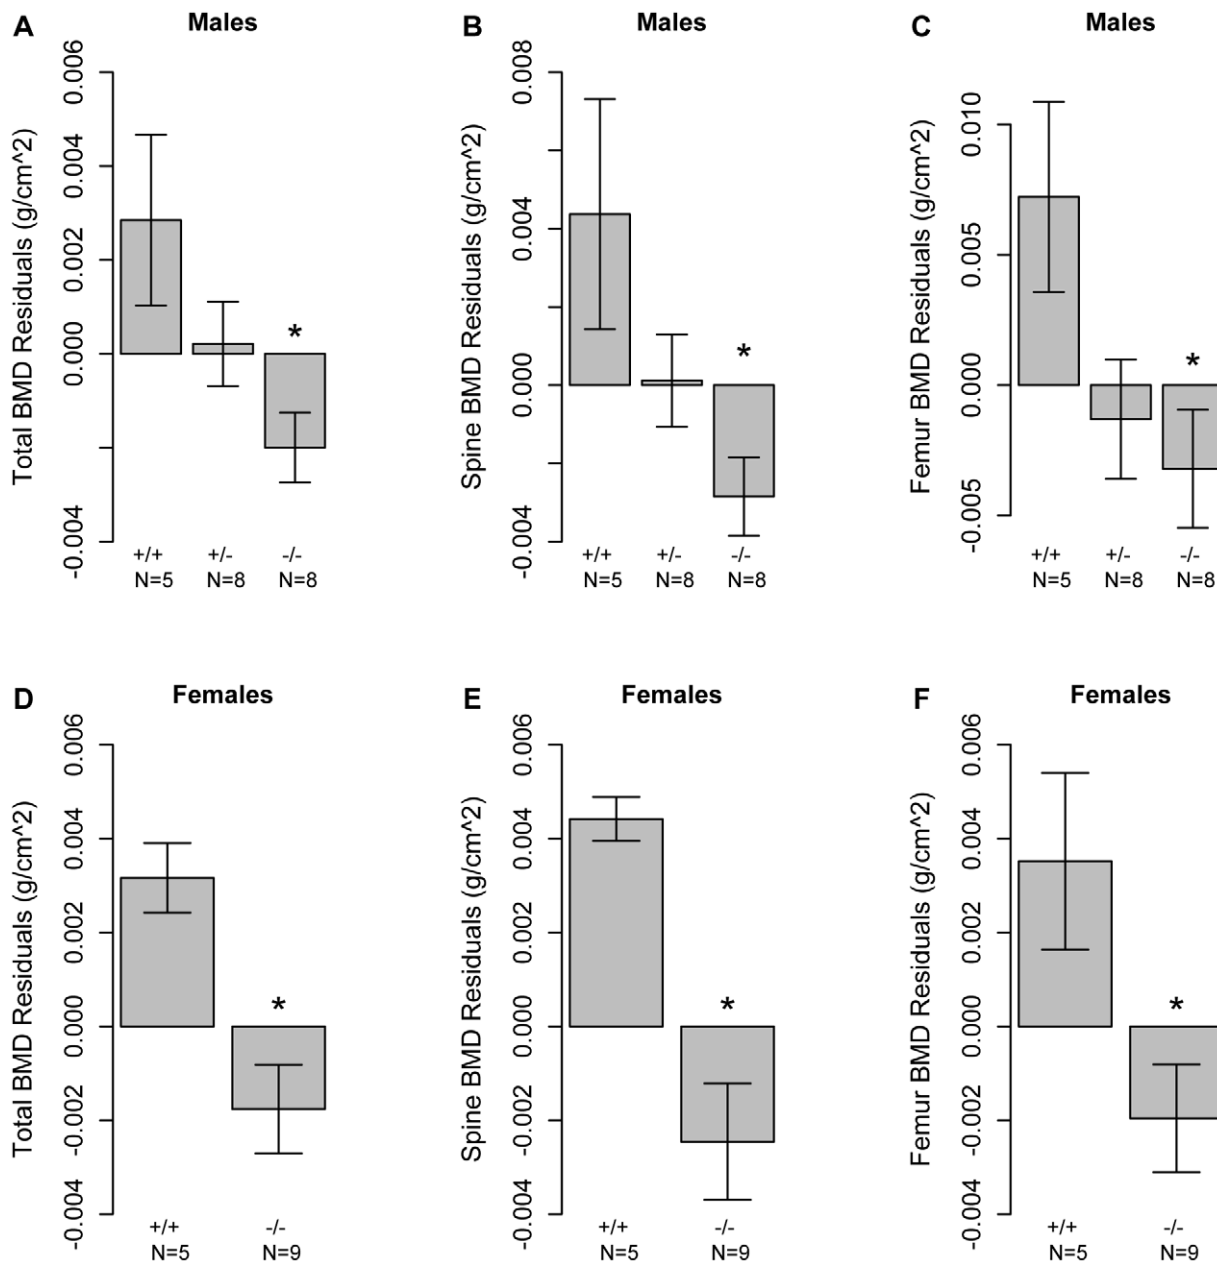 A Males
Total BMD Residuals (g/cm^2)
0.006
0.004
0.002
0.000
-0.004
*
+/+ +/- -/-
N=5 N=8 N=8
B Males
Spine BMD Residuals (g/cm^2)
0.008
0.004
0.000
-0.004
*
+/+ +/- -/-
N=5 N=8 N=8
C Males
Femur BMD Residuals (g/cm^2)
0.010
0.005
0.000
-0.005
*
+/+ +/- -/-
N=5 N=8 N=8
D Females
Total BMD Residuals (g/cm^2)
0.006
0.004
0.002
0.000
-0.002
-0.004
*
+/+ -/-
N=5 N=9
E Females
Spine BMD Residuals (g/cm^2)
0.006
0.004
0.002
0.000
-0.002
-0.004
*
+/+ -/-
N=5 N=9
F Females
Femur BMD Residuals (g/cm^2)
0.006
0.004
0.002
0.000
-0.002
-0.004
*
+/+ -/-
N=5 N=9